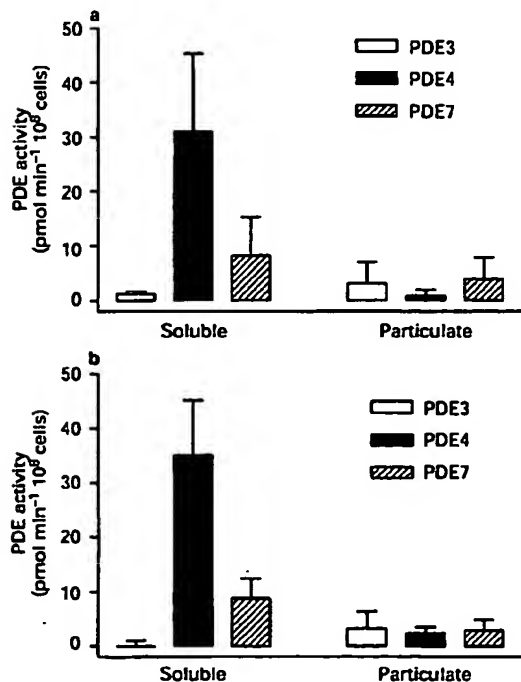 a
50
40
30
20
10
0
PDE activity
(pmol min⁻¹ 10⁸ cells)
PDE3
PDE4
PDE7
Soluble Particulate
b
50
40
30
20
10
0
PDE activity
(pmol min⁻¹ 10⁸ cells)
PDE3
PDE4
PDE7
Soluble Particulate